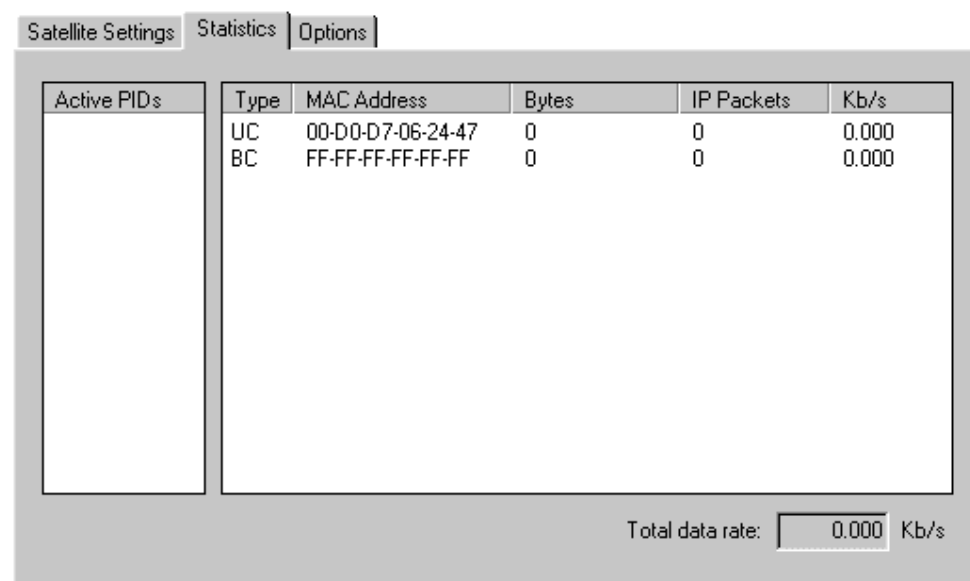 Satellite Settings Statistics Options
Active PIDs Type MAC Address Bytes IP Packets Kb/s
UC 00-D0-D7-06-24-47 0 0 0.000
BC FF-FF-FF-FF-FF-FF 0 0 0.000
Total data rate: 0.000 Kb/s